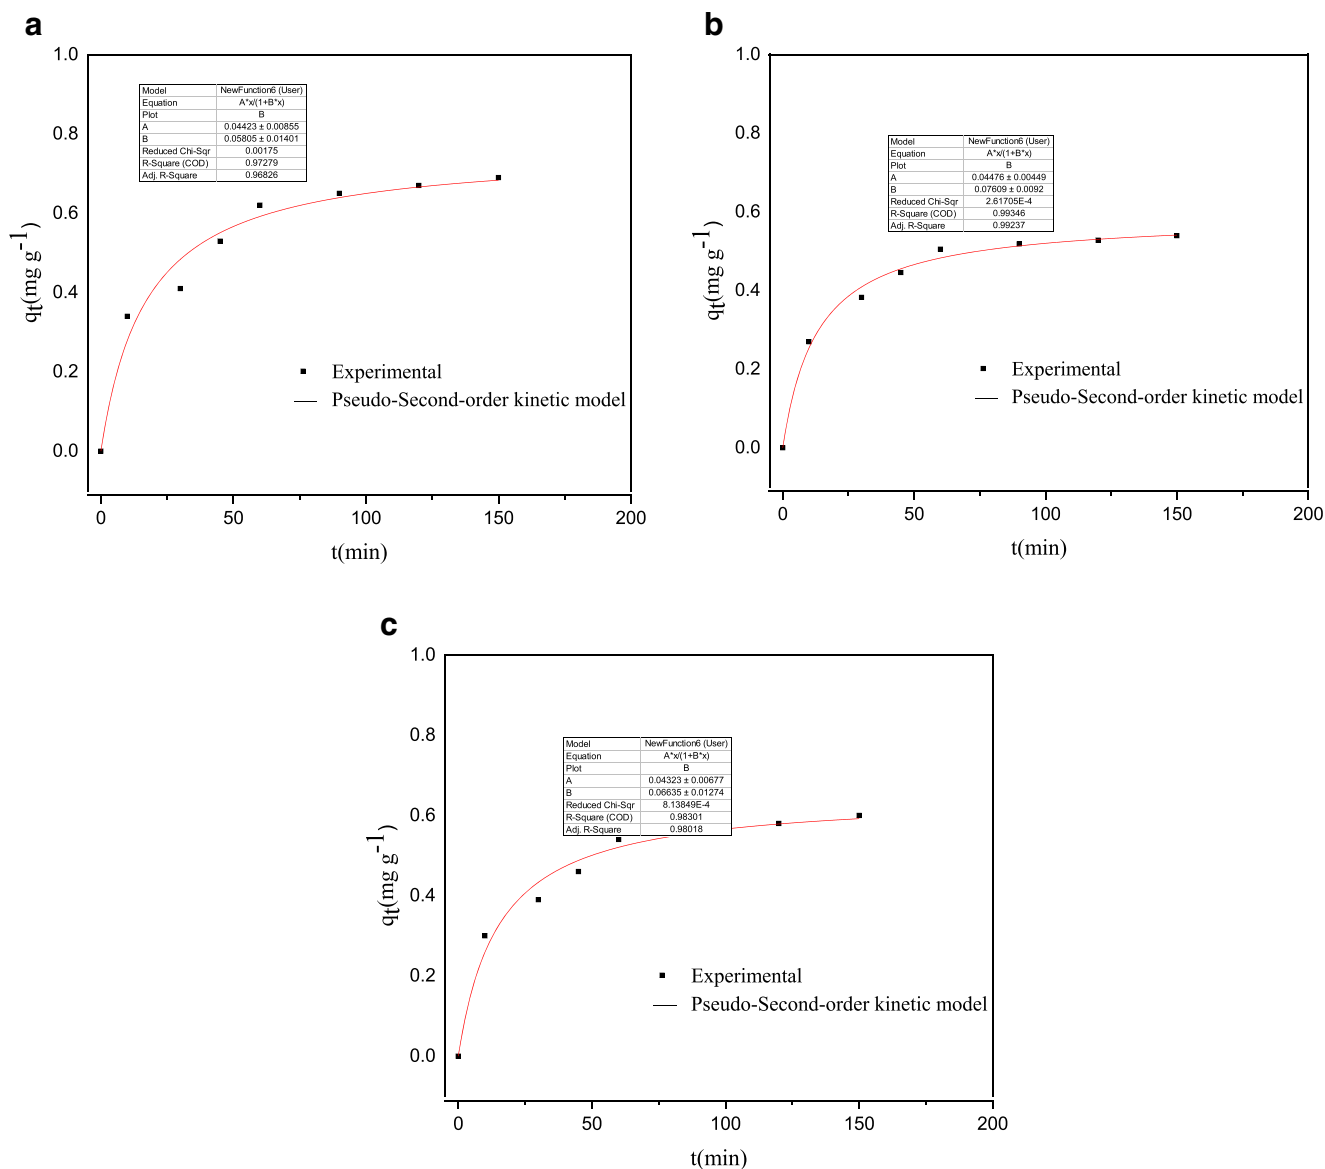 a
1.0
0.8
0.6
0.4
0.2
0.0
qt(mg g-1)
Model NewFunction6 (User)
Equation A*x/(1+B*x)
Plot B
A 0.04423 ± 0.00855
B 0.05805 ± 0.01401
Reduced Chi-Sqr 0.00175
R-Square (COD) 0.97279
Adj. R-Square 0.96826
Experimental
Pseudo-Second-order kinetic model
0 50 100 150 200
t(min)
b
1.0
0.8
0.6
0.4
0.2
0.0
qt(mg g-1)
Model NewFunction6 (User)
Equation A*x/(1+B*x)
Plot B
A 0.04476 ± 0.00449
B 0.07609 ± 0.0092
Reduced Chi-Sqr 2.61705E-4
R-Square (COD) 0.99346
Adj. R-Square 0.99237
Experimental
Pseudo-Second-order kinetic model
0 50 100 150 200
t(min)
c
1.0
0.8
0.6
0.4
0.2
0.0
qt(mg g-1)
Model NewFunction6 (User)
Equation A*x/(1+B*x)
Plot B
A 0.04323 ± 0.00677
B 0.06635 ± 0.01274
Reduced Chi-Sqr 8.13849E-4
R-Square (COD) 0.98301
Adj. R-Square 0.98018
Experimental
Pseudo-Second-order kinetic model
0 50 100 150 200
t(min)